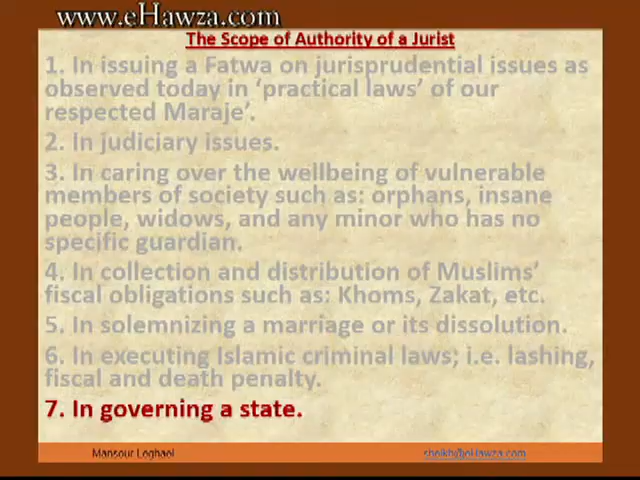 www.eHawza.com
The Scope of Authority of a Jurist
1. In issuing a Fatwa on jurisprudential issues as
observed today in ‘practical laws’ of our
respected Maraje’.
2. In judiciary issues.
3. In caring over the wellbeing of vulnerable
members of society such as: orphans, insane
people, widows, and any minor who has no
specific guardian.
4. In collection and distribution of Muslims’
fiscal obligations such as: Khoms, Zakat, etc.
5. In solemnizing a marriage or its dissolution.
6. In executing Islamic criminal laws; i.e. lashing,
fiscal and death penalty.
7. In governing a state.
Mansour Leghaei sheikh@eHawza.com